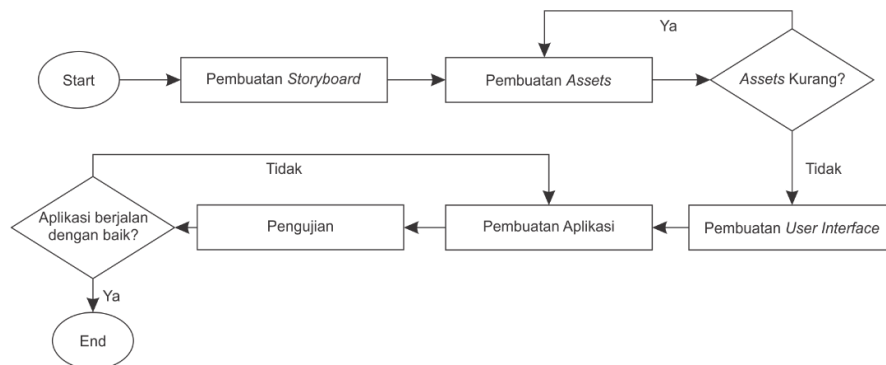 Ya
Start
Pembuatan Storyboard
Pembuatan Assets
Assets Kurang?
Tidak
Tidak
Aplikasi berjalan
dengan baik?
Pengujian
Pembuatan Aplikasi
Pembuatan User Interface
Ya
End